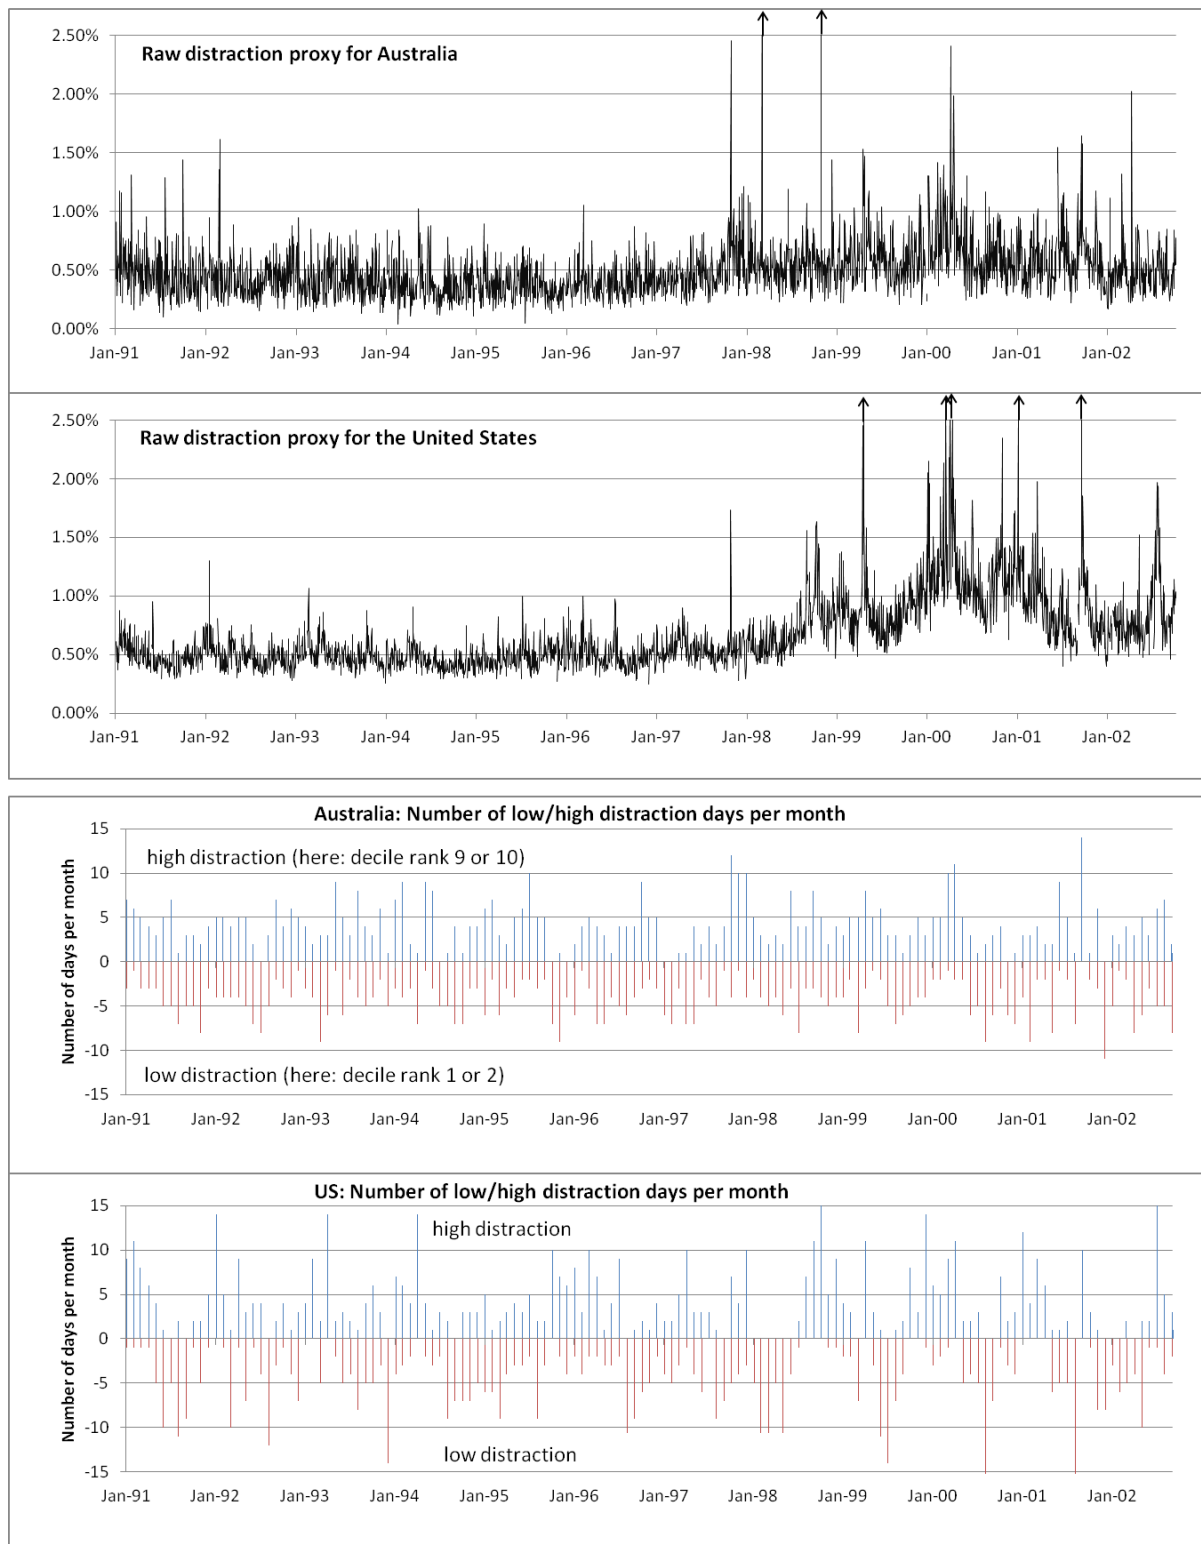 2.50%
Raw distraction proxy for Australia
2.00%
1.50%
1.00%
0.50%
0.00%
Jan-91 Jan-92 Jan-93 Jan-94 Jan-95 Jan-96 Jan-97 Jan-98 Jan-99 Jan-00 Jan-01 Jan-02
2.50%
Raw distraction proxy for the United States
2.00%
1.50%
1.00%
0.50%
0.00%
Jan-91 Jan-92 Jan-93 Jan-94 Jan-95 Jan-96 Jan-97 Jan-98 Jan-99 Jan-00 Jan-01 Jan-02
Australia: Number of low/high distraction days per month
Number of days per month
15
high distraction (here: decile rank 9 or 10)
10
5
0
-5
-10
low distraction (here: decile rank 1 or 2)
-15
Jan-91 Jan-92 Jan-93 Jan-94 Jan-95 Jan-96 Jan-97 Jan-98 Jan-99 Jan-00 Jan-01 Jan-02
US: Number of low/high distraction days per month
Number of days per month
15
high distraction
10
5
0
-5
-10
low distraction
-15
Jan-91 Jan-92 Jan-93 Jan-94 Jan-95 Jan-96 Jan-97 Jan-98 Jan-99 Jan-00 Jan-01 Jan-02